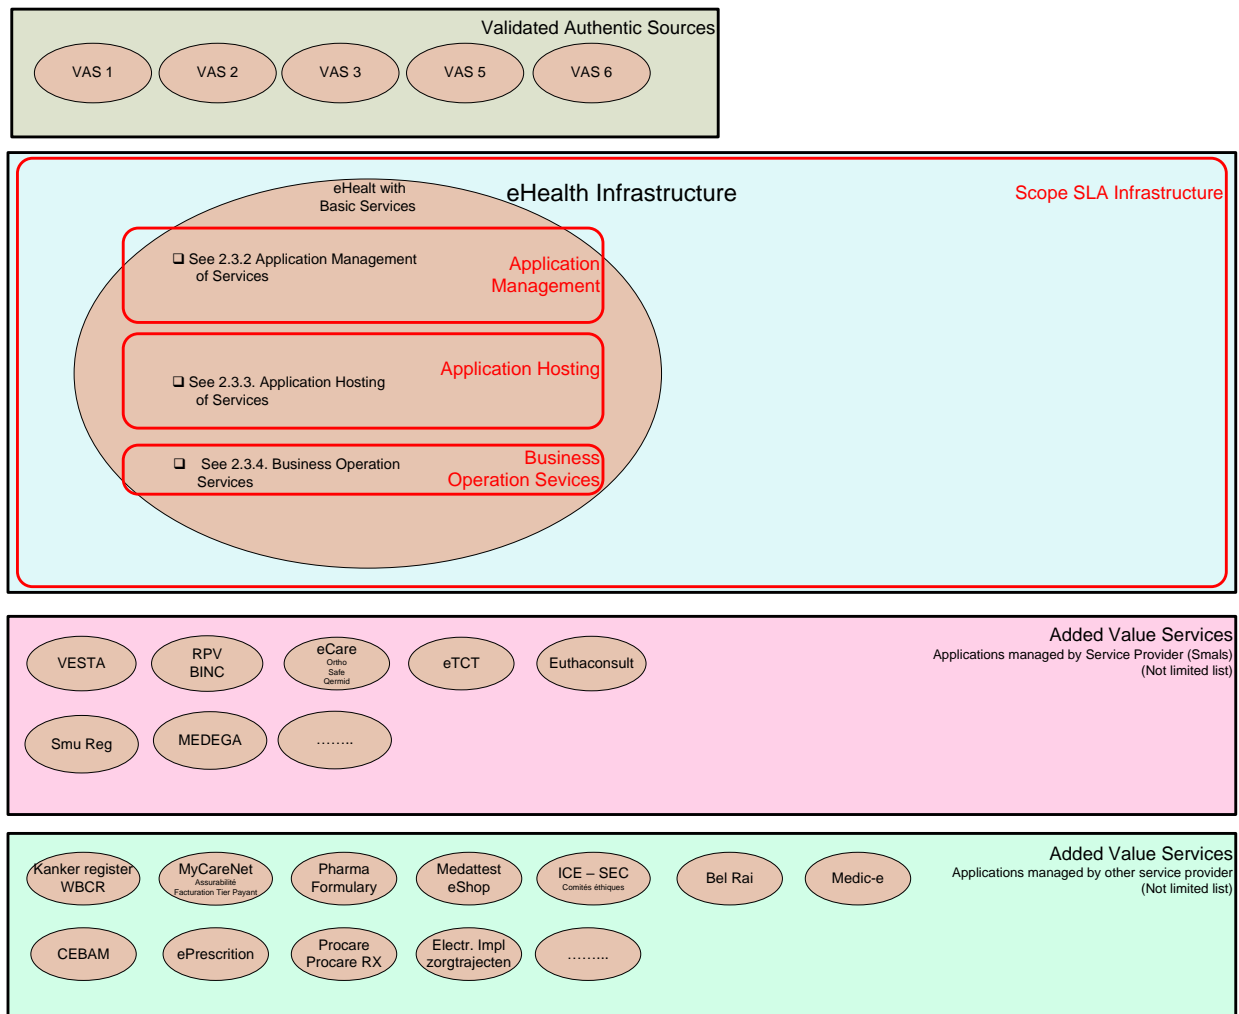 Validated Authentic Sources
VAS 1
VAS 2
VAS 3
VAS 5
VAS 6
eHealt with
Basic Services
eHealth Infrastructure
Scope SLA Infrastructure
❑ See 2.3.2 Application Management
of Services
Application
Management
❑ See 2.3.3. Application Hosting
of Services
Application Hosting
❑ See 2.3.4. Business Operation
Services
Business
Operation Sevices
Added Value Services
Applications managed by Service Provider (Smals)
(Not limited list)
VESTA
RPV
BINC
eCare
Ortho
Safe
Qermid
eTCT
Euthaconsult
Smu Reg
MEDEGA
……..
Added Value Services
Applications managed by other service provider
(Not limited list)
Kanker register
WBCR
MyCareNet
Assurabilité
Facturation Tier Payant
Pharma
Formulary
Medattest
eShop
ICE – SEC
Comités éthiques
Bel Rai
Medic-e
CEBAM
ePrescrition
Procare
Procare RX
Electr. Impl
zorgtrajecten
……...